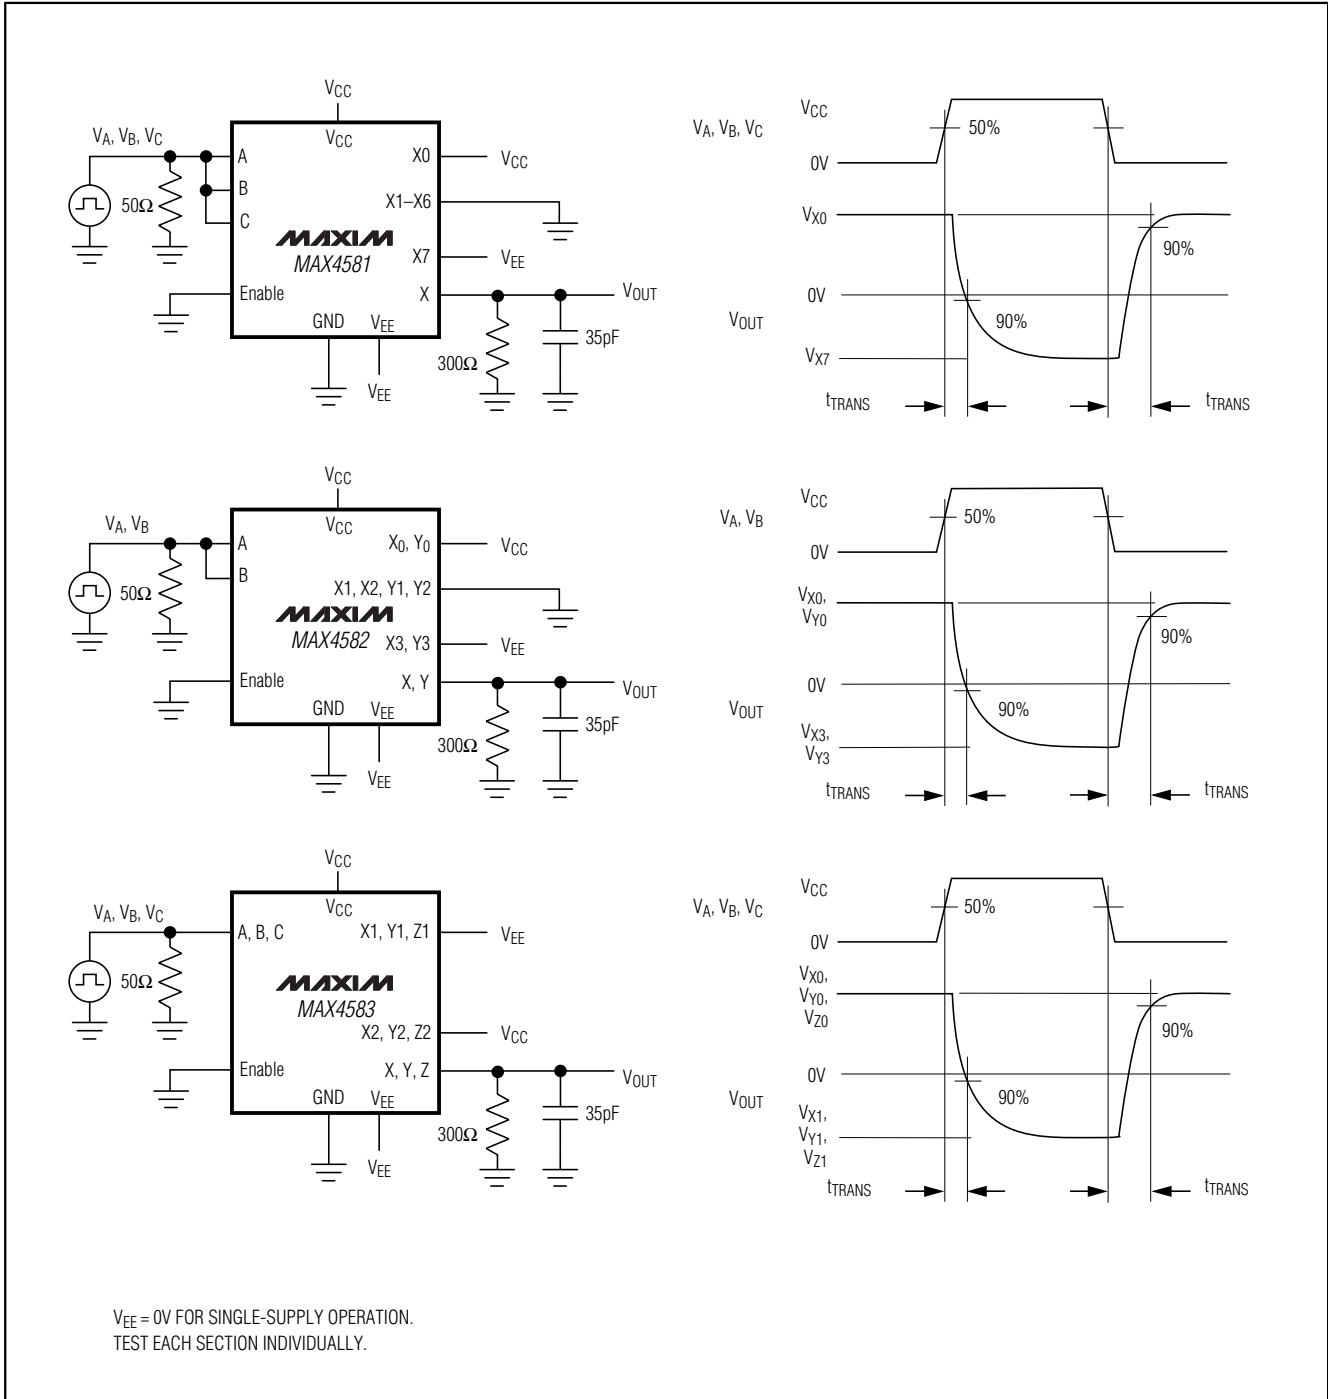 VCC
VCC
VA, VB, VC
50Ω
A
B
C
Enable
X0
VCC
X1–X6
MAXIM
MAX4581
X7
VEE
X
VOUT
GND
VEE
VEE
300Ω
35pF
VA, VB, VC
VCC
50%
0V
VX0
90%
0V
90%
VOUT
VX7
tTRANS
tTRANS
VCC
VCC
VA, VB
50Ω
A
B
Enable
X0, Y0
VCC
X1, X2, Y1, Y2
MAXIM
MAX4582
X3, Y3
VEE
X, Y
VOUT
GND
VEE
VEE
300Ω
35pF
VA, VB
VCC
50%
0V
VX0,
VY0
90%
0V
90%
VOUT
VX3,
VY3
tTRANS
tTRANS
VCC
VCC
VA, VB, VC
50Ω
A, B, C
Enable
X1, Y1, Z1
VEE
MAXIM
MAX4583
X2, Y2, Z2
VCC
X, Y, Z
VOUT
GND
VEE
VEE
300Ω
35pF
VA, VB, VC
VCC
50%
0V
VX0,
VY0,
VZ0
90%
0V
90%
VOUT
VX1,
VY1,
VZ1
tTRANS
tTRANS
VEE = 0V FOR SINGLE-SUPPLY OPERATION.
TEST EACH SECTION INDIVIDUALLY.